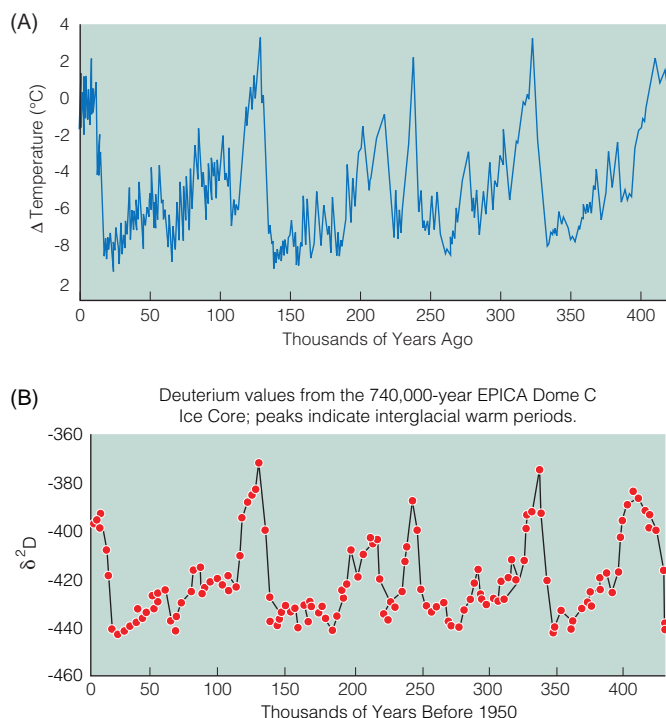 (A)
4
2
0
-2
-4
-6
-8
2
Δ Temperature (°C)
0 50 100 150 200 250 300 350 400
Thousands of Years Ago
(B)
Deuterium values from the 740,000-year EPICA Dome C
Ice Core; peaks indicate interglacial warm periods.
-360
-380
-400
-420
-440
-460
δ ²D
0 50 100 150 200 250 300 350 400
Thousands of Years Before 1950